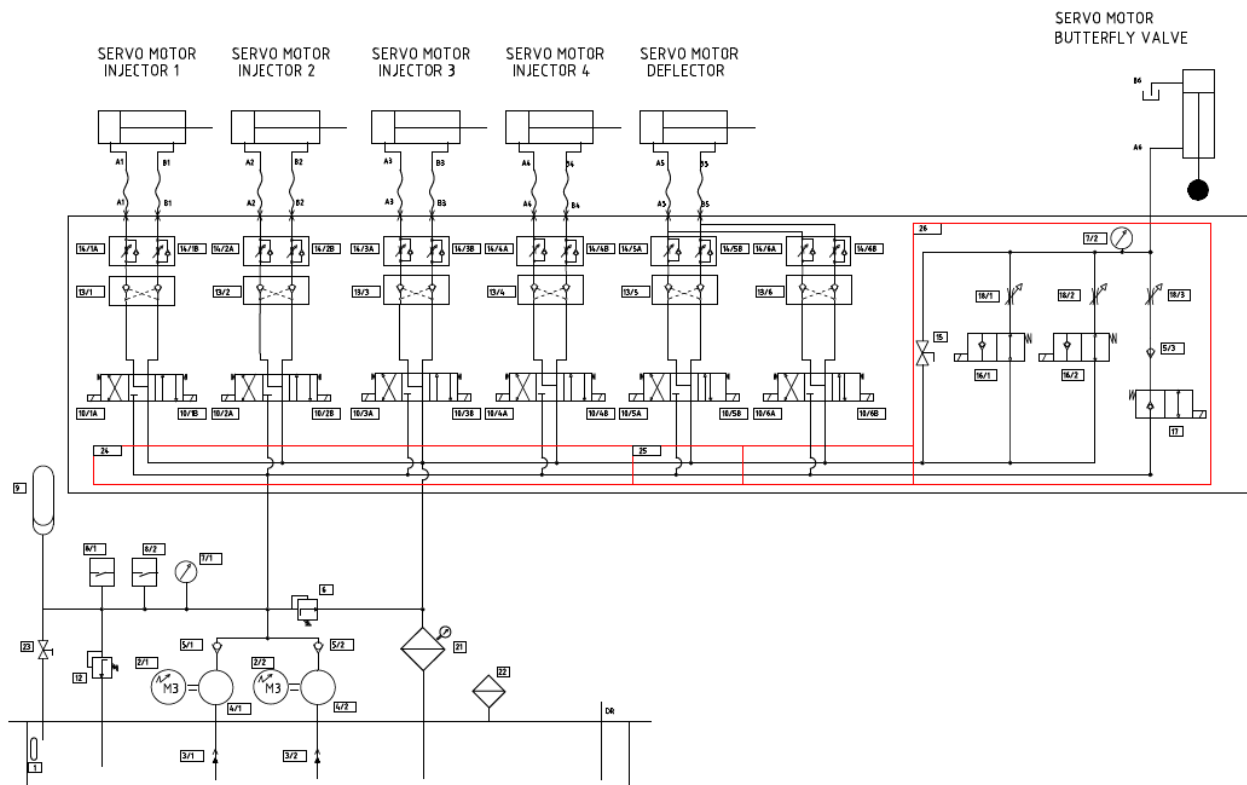 SERVO MOTOR
BUTTERFLY VALVE
SERVO MOTOR
INJECTOR 1
SERVO MOTOR
INJECTOR 2
SERVO MOTOR
INJECTOR 3
SERVO MOTOR
INJECTOR 4
SERVO MOTOR
DEFLECTOR
B6
A6
A1 B1 A2 B2 A3 B3 A4 B4 A5 B5
A1 B1 A2 B2 A3 B3 A4 B4 A5 B5
14/1A 14/1B 14/2A 14/2B 14/3A 14/3B 14/4A 14/4B 14/5A 14/5B 14/6A 14/6B
26
7/2
13/1 13/2 13/3 13/4 13/5 13/6
18/1 18/2 18/3
15
16/1 16/2
5/3
17
10/1A 10/1B 10/2A 10/2B 10/3A 10/3B 10/4A 10/4B 10/5A 10/5B 10/6A 10/6B
24 25
9
8/2 7/1
6
23
5/1 5/2
21
12
2/1 2/2
M3 M3
22
4/1 4/2
DR
3/1 3/2
1